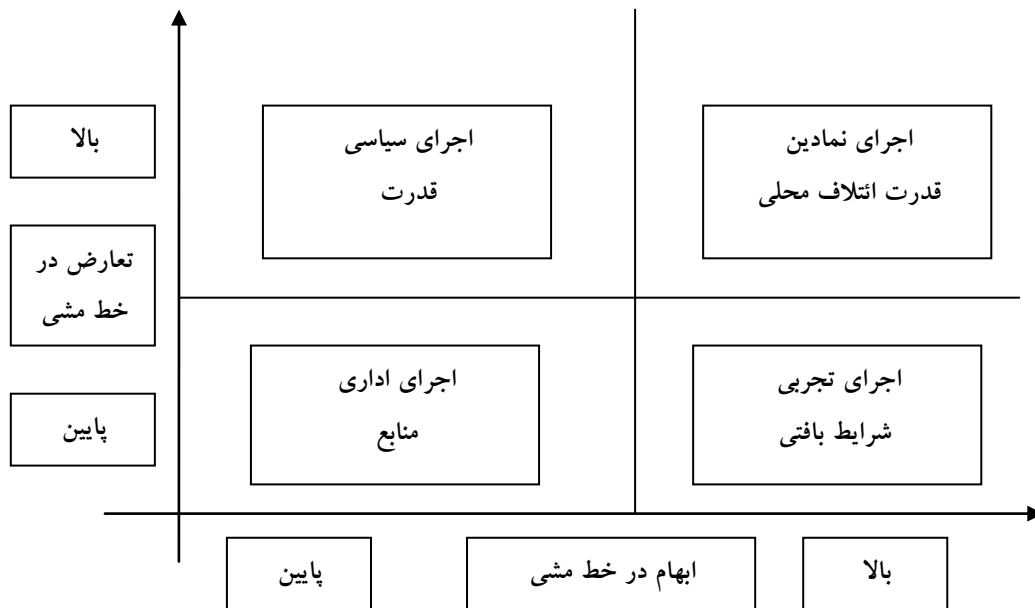 بالا
اجرای سیاسی
قدرت
اجرای نمادین
قدرت ائتلاف محلی
تعارض در
خط مشی
پایین
اجرای اداری
منابع
اجرای تجربی
شرایط بافتی
پایین
ابهام در خط مشی
بالا